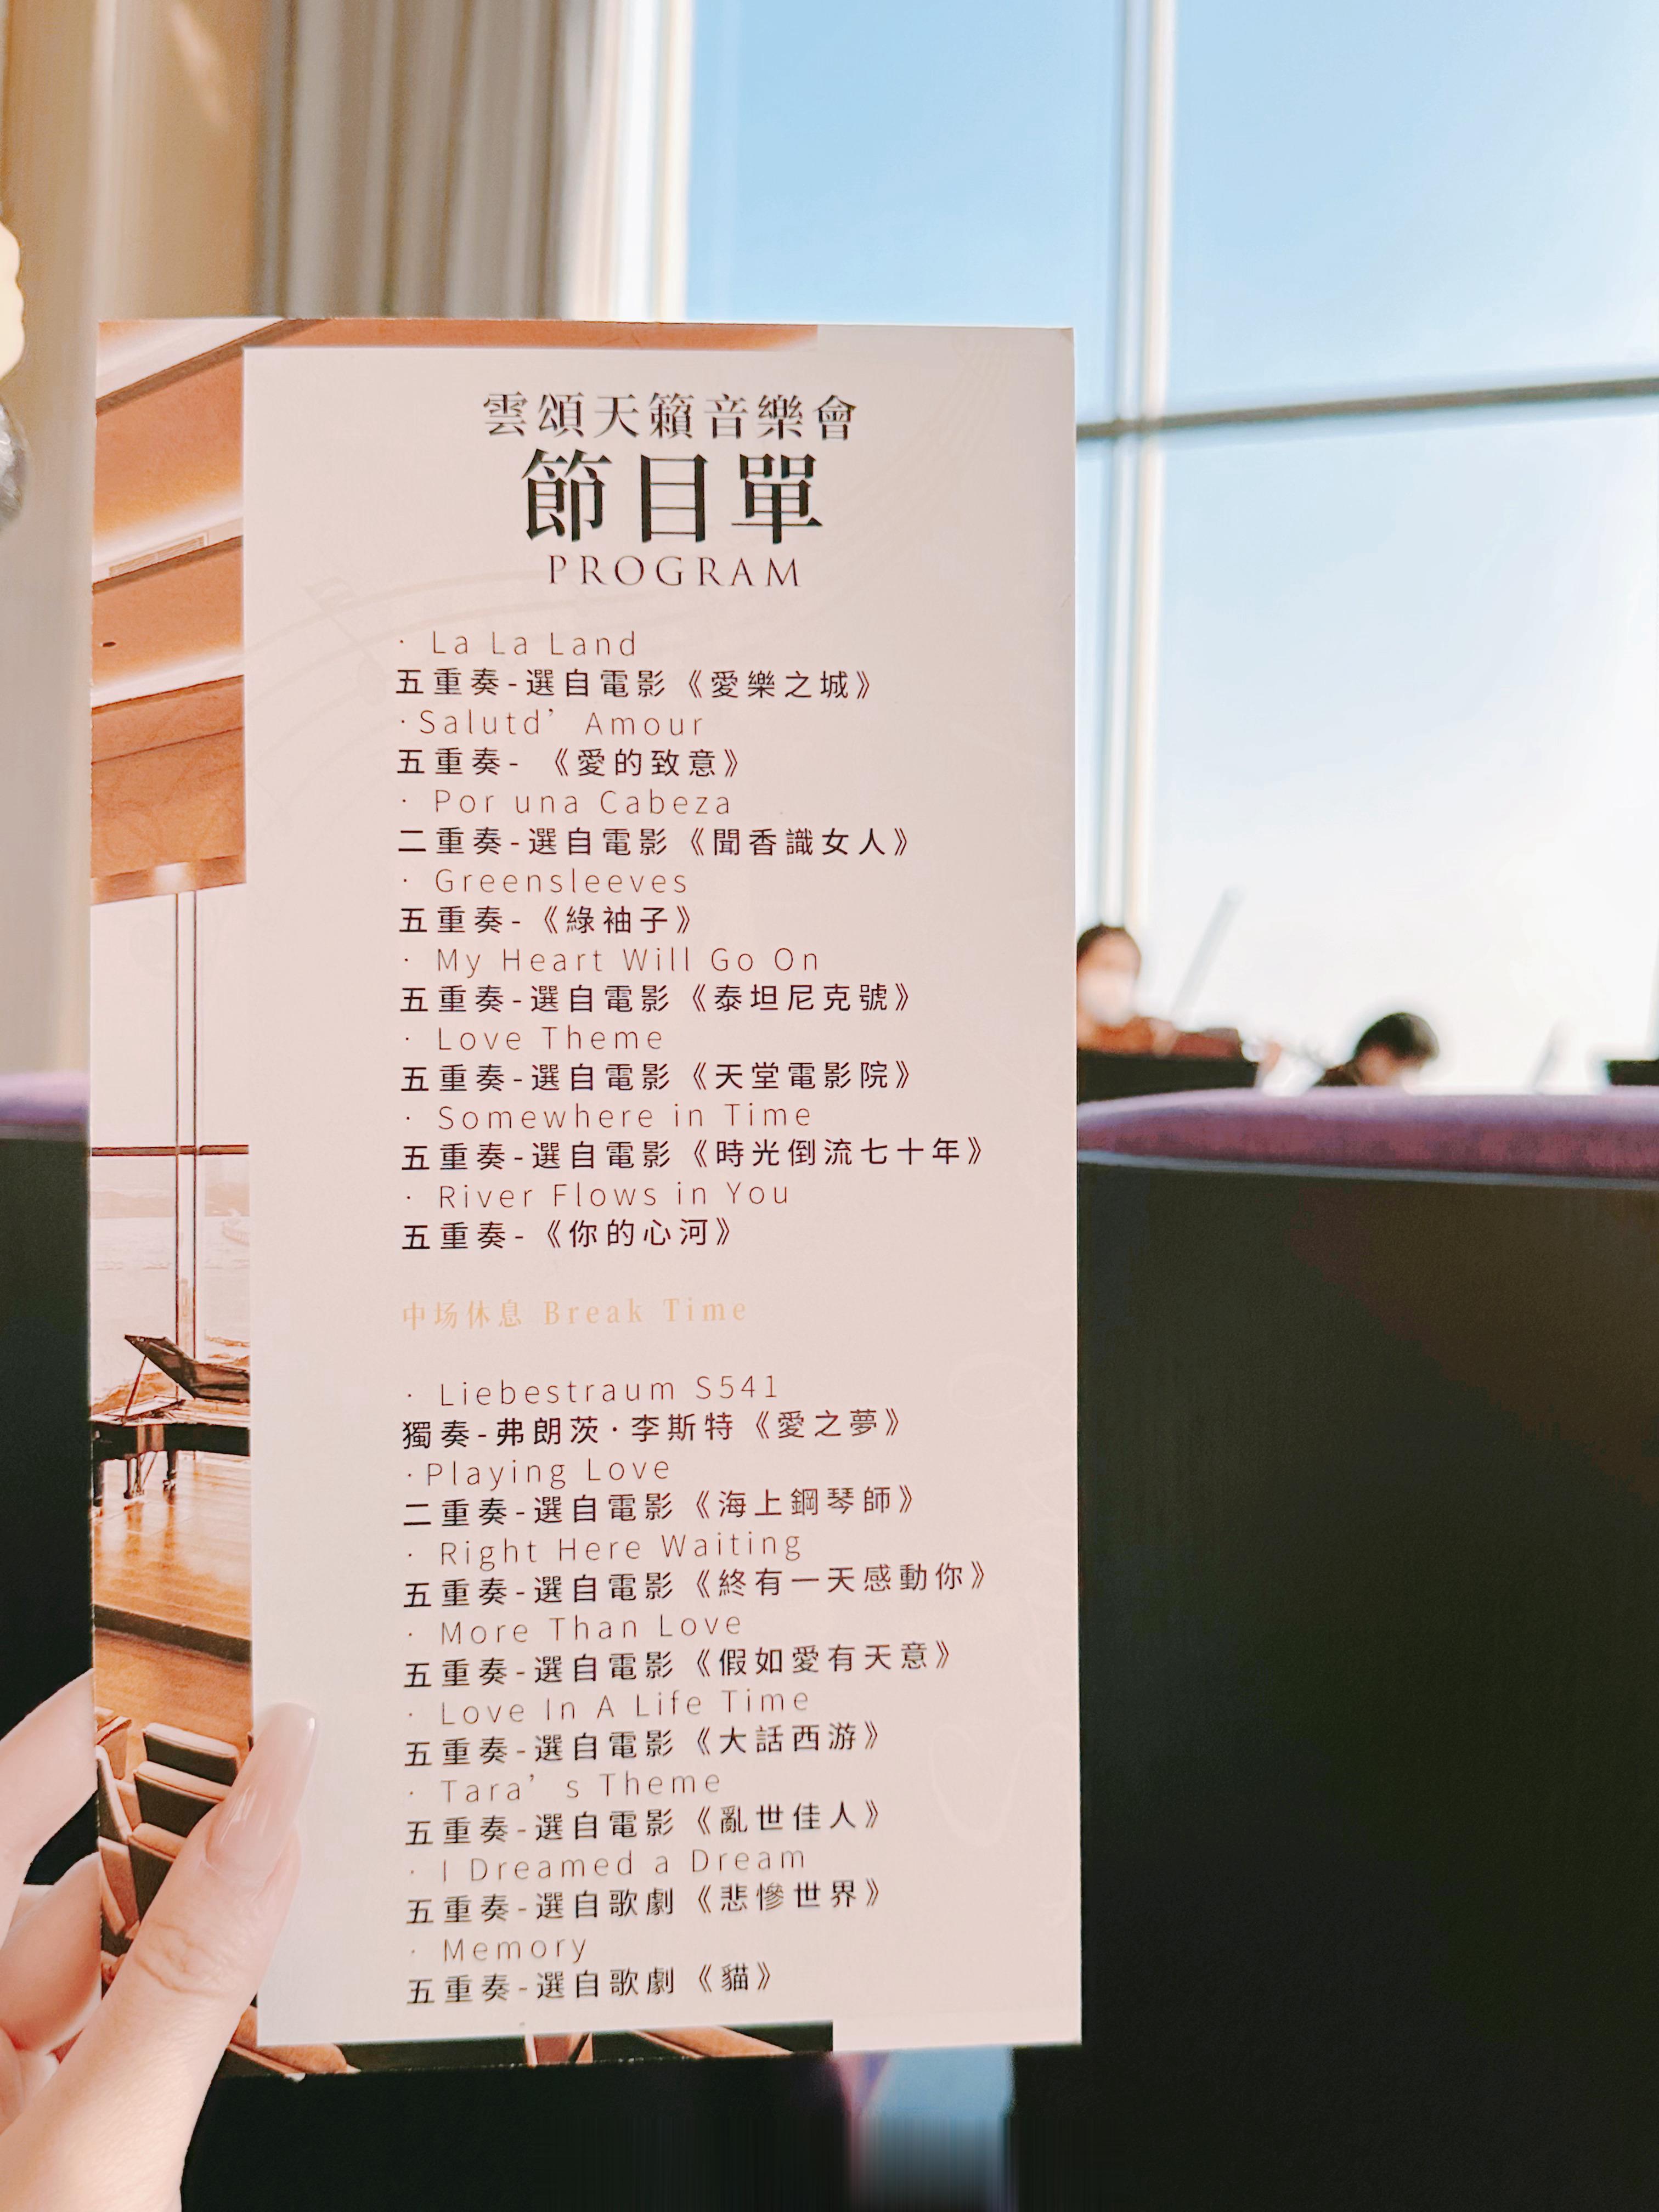 雲頌天籟音樂會
節目單
PROGRAM
· La La Land
五重奏-選自電影《愛樂之城》
·Salutd’ Amour
五重奏- 《愛的致意》
· Por una Cabeza
二重奏-選自電影《聞香識女人》
· Greensleeves
五重奏-《綠袖子》
· My Heart Will Go On
五重奏-選自電影《泰坦尼克號》
· Love Theme
五重奏-選自電影《天堂電影院》
· Somewhere in Time
五重奏-選自電影《時光倒流七十年》
· River Flows in You
五重奏-《你的心河》
中场休息 Break Time
· Liebestraum S541
獨奏-弗朗茨·李斯特《愛之夢》
·Playing Love
二重奏-選自電影《海上鋼琴師》
· Right Here Waiting
五重奏-選自電影《終有一天感動你》
· More Than Love
五重奏-選自電影《假如愛有天意》
· Love In A Life Time
五重奏-選自電影《大話西游》
· Tara’ s Theme
五重奏-選自電影《亂世佳人》
· I Dreamed a Dream
五重奏-選自歌劇《悲慘世界》
· Memory
五重奏-選自歌劇《貓》